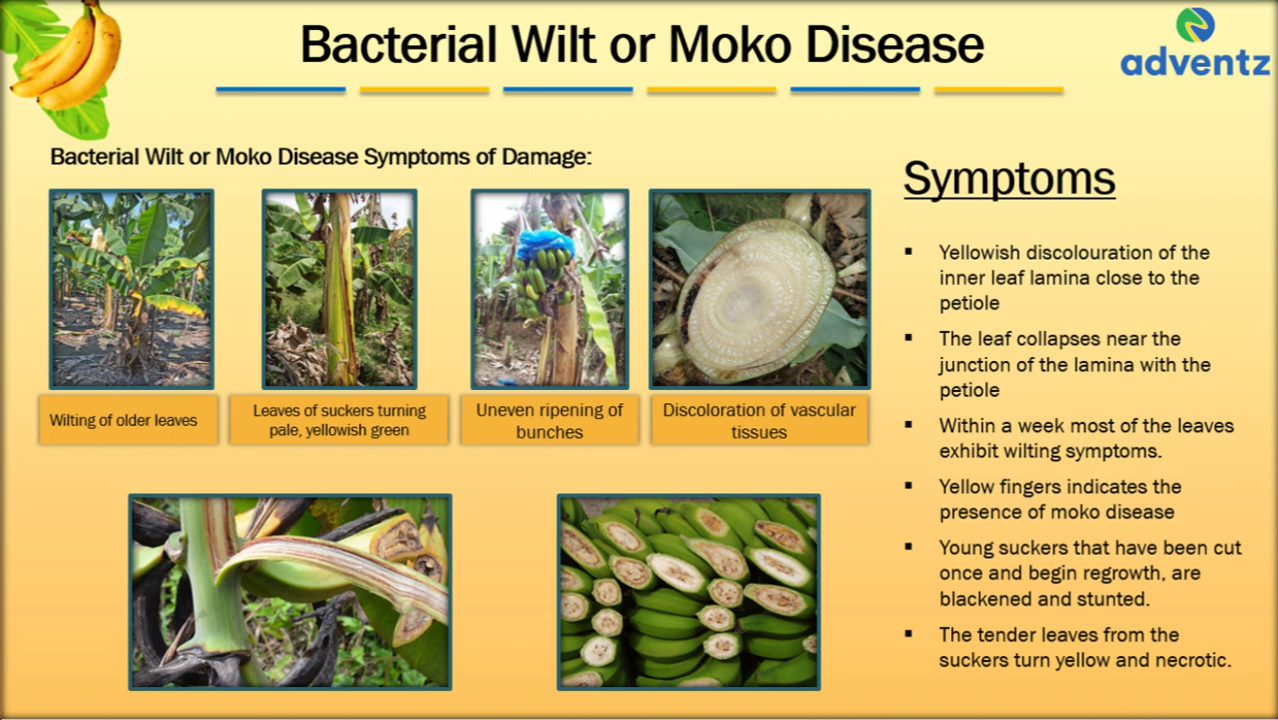 Bacterial Wilt or Moko Disease
adventz
Bacterial Wilt or Moko Disease Symptoms of Damage:
Wilting of older leaves
Leaves of suckers turning
pale, yellowish green
Uneven ripening of
bunches
Discoloration of vascular
tissues
Symptoms
▪ Yellowish discolouration of the
inner leaf lamina close to the
petiole
▪ The leaf collapses near the
junction of the lamina with the
petiole
▪ Within a week most of the leaves
exhibit wilting symptoms.
▪ Yellow fingers indicates the
presence of moko disease
▪ Young suckers that have been cut
once and begin regrowth, are
blackened and stunted.
▪ The tender leaves from the
suckers turn yellow and necrotic.